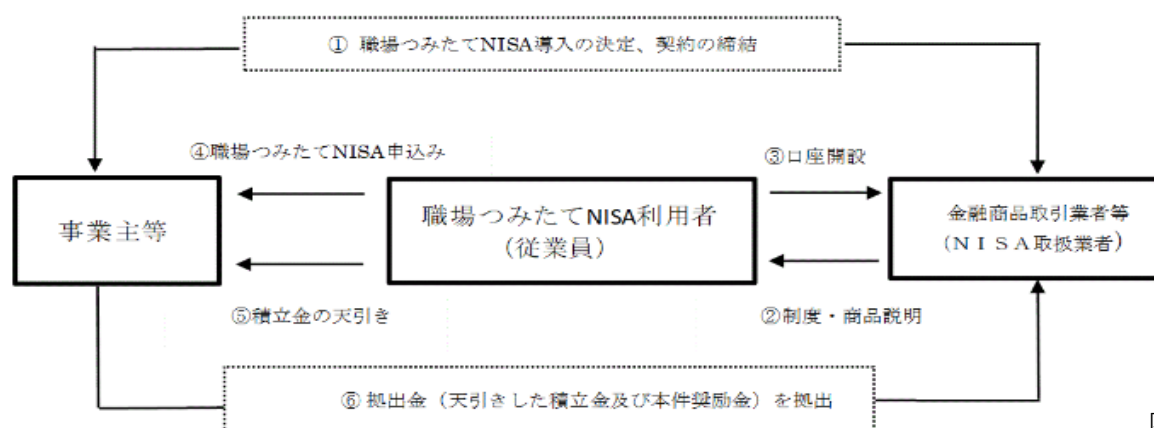 ① 職場つみたてNISA導入の決定、契約の締結
④職場つみたてNISA申込み
③口座開設
事業主等
職場つみたてNISA利用者
（従業員）
金融商品取引業者等
（ＮＩＳＡ取扱業者）
⑤積立金の天引き
②制度・商品説明
⑥ 拠出金（天引きした積立金及び本件奨励金）を拠出